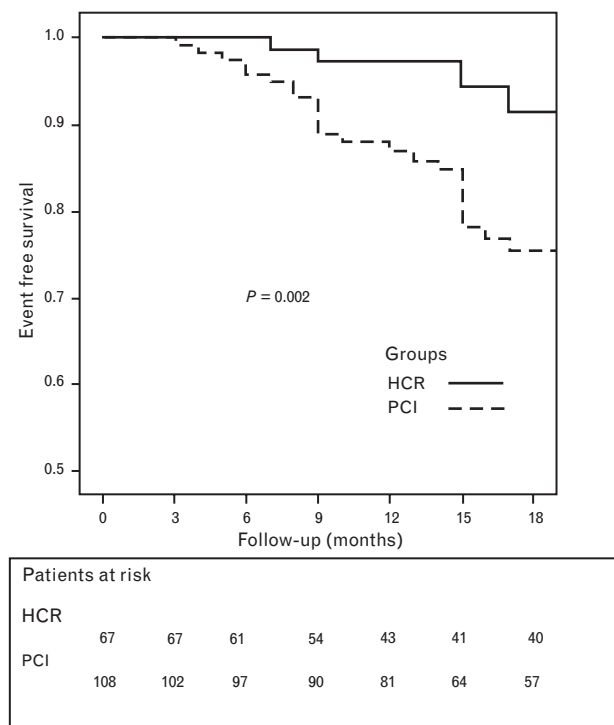 1.0
0.9
0.8
0.7
0.6
0.5
Event free survival
P = 0.002
Groups
HCR
PCI
0 3 6 9 12 15 18
Follow-up (months)
Patients at risk
HCR
67 67 61 54 43 41 40
PCI
108 102 97 90 81 64 57